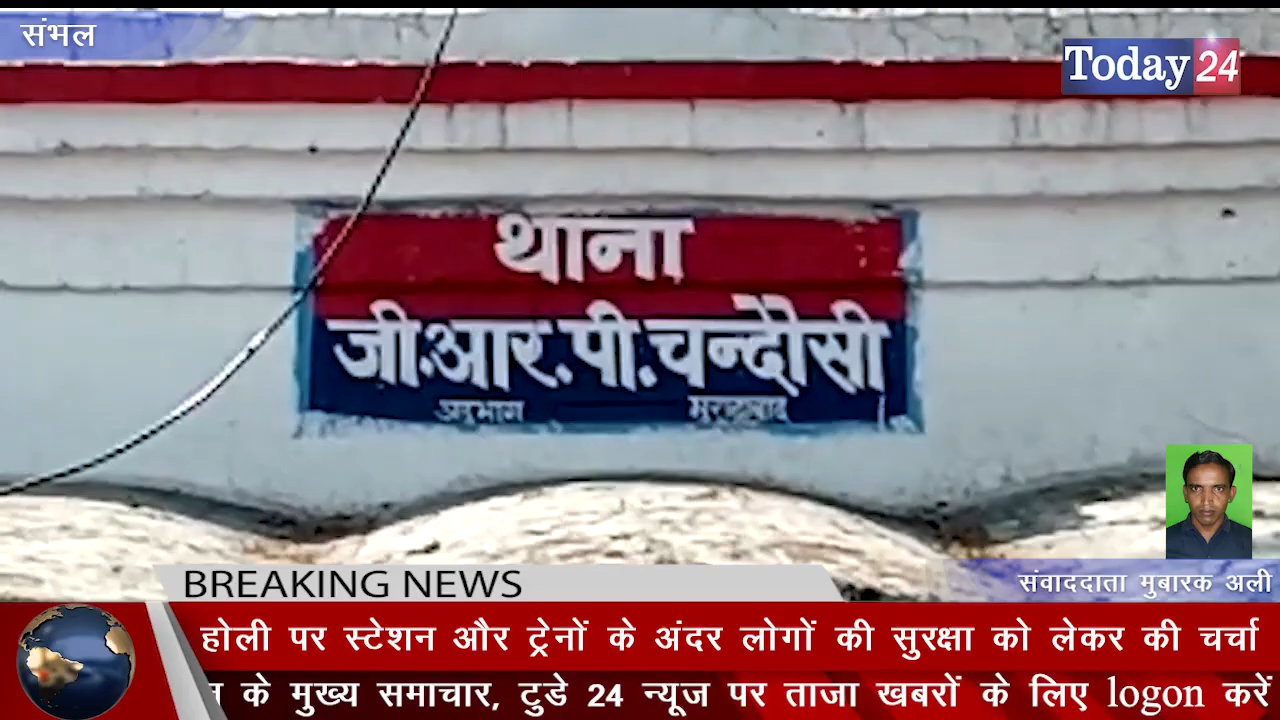 संभल
Today 24
थाना
जी.आर.पी.चन्दौसी
अनुभाग मुरादाबाद
संवाददाता मुबारक अली
BREAKING NEWS
होली पर स्टेशन और ट्रेनों के अंदर लोगों की सुरक्षा को लेकर की चर्चा
के मुख्य समाचार, टुडे 24 न्यूज पर ताजा खबरों के लिए logon करें